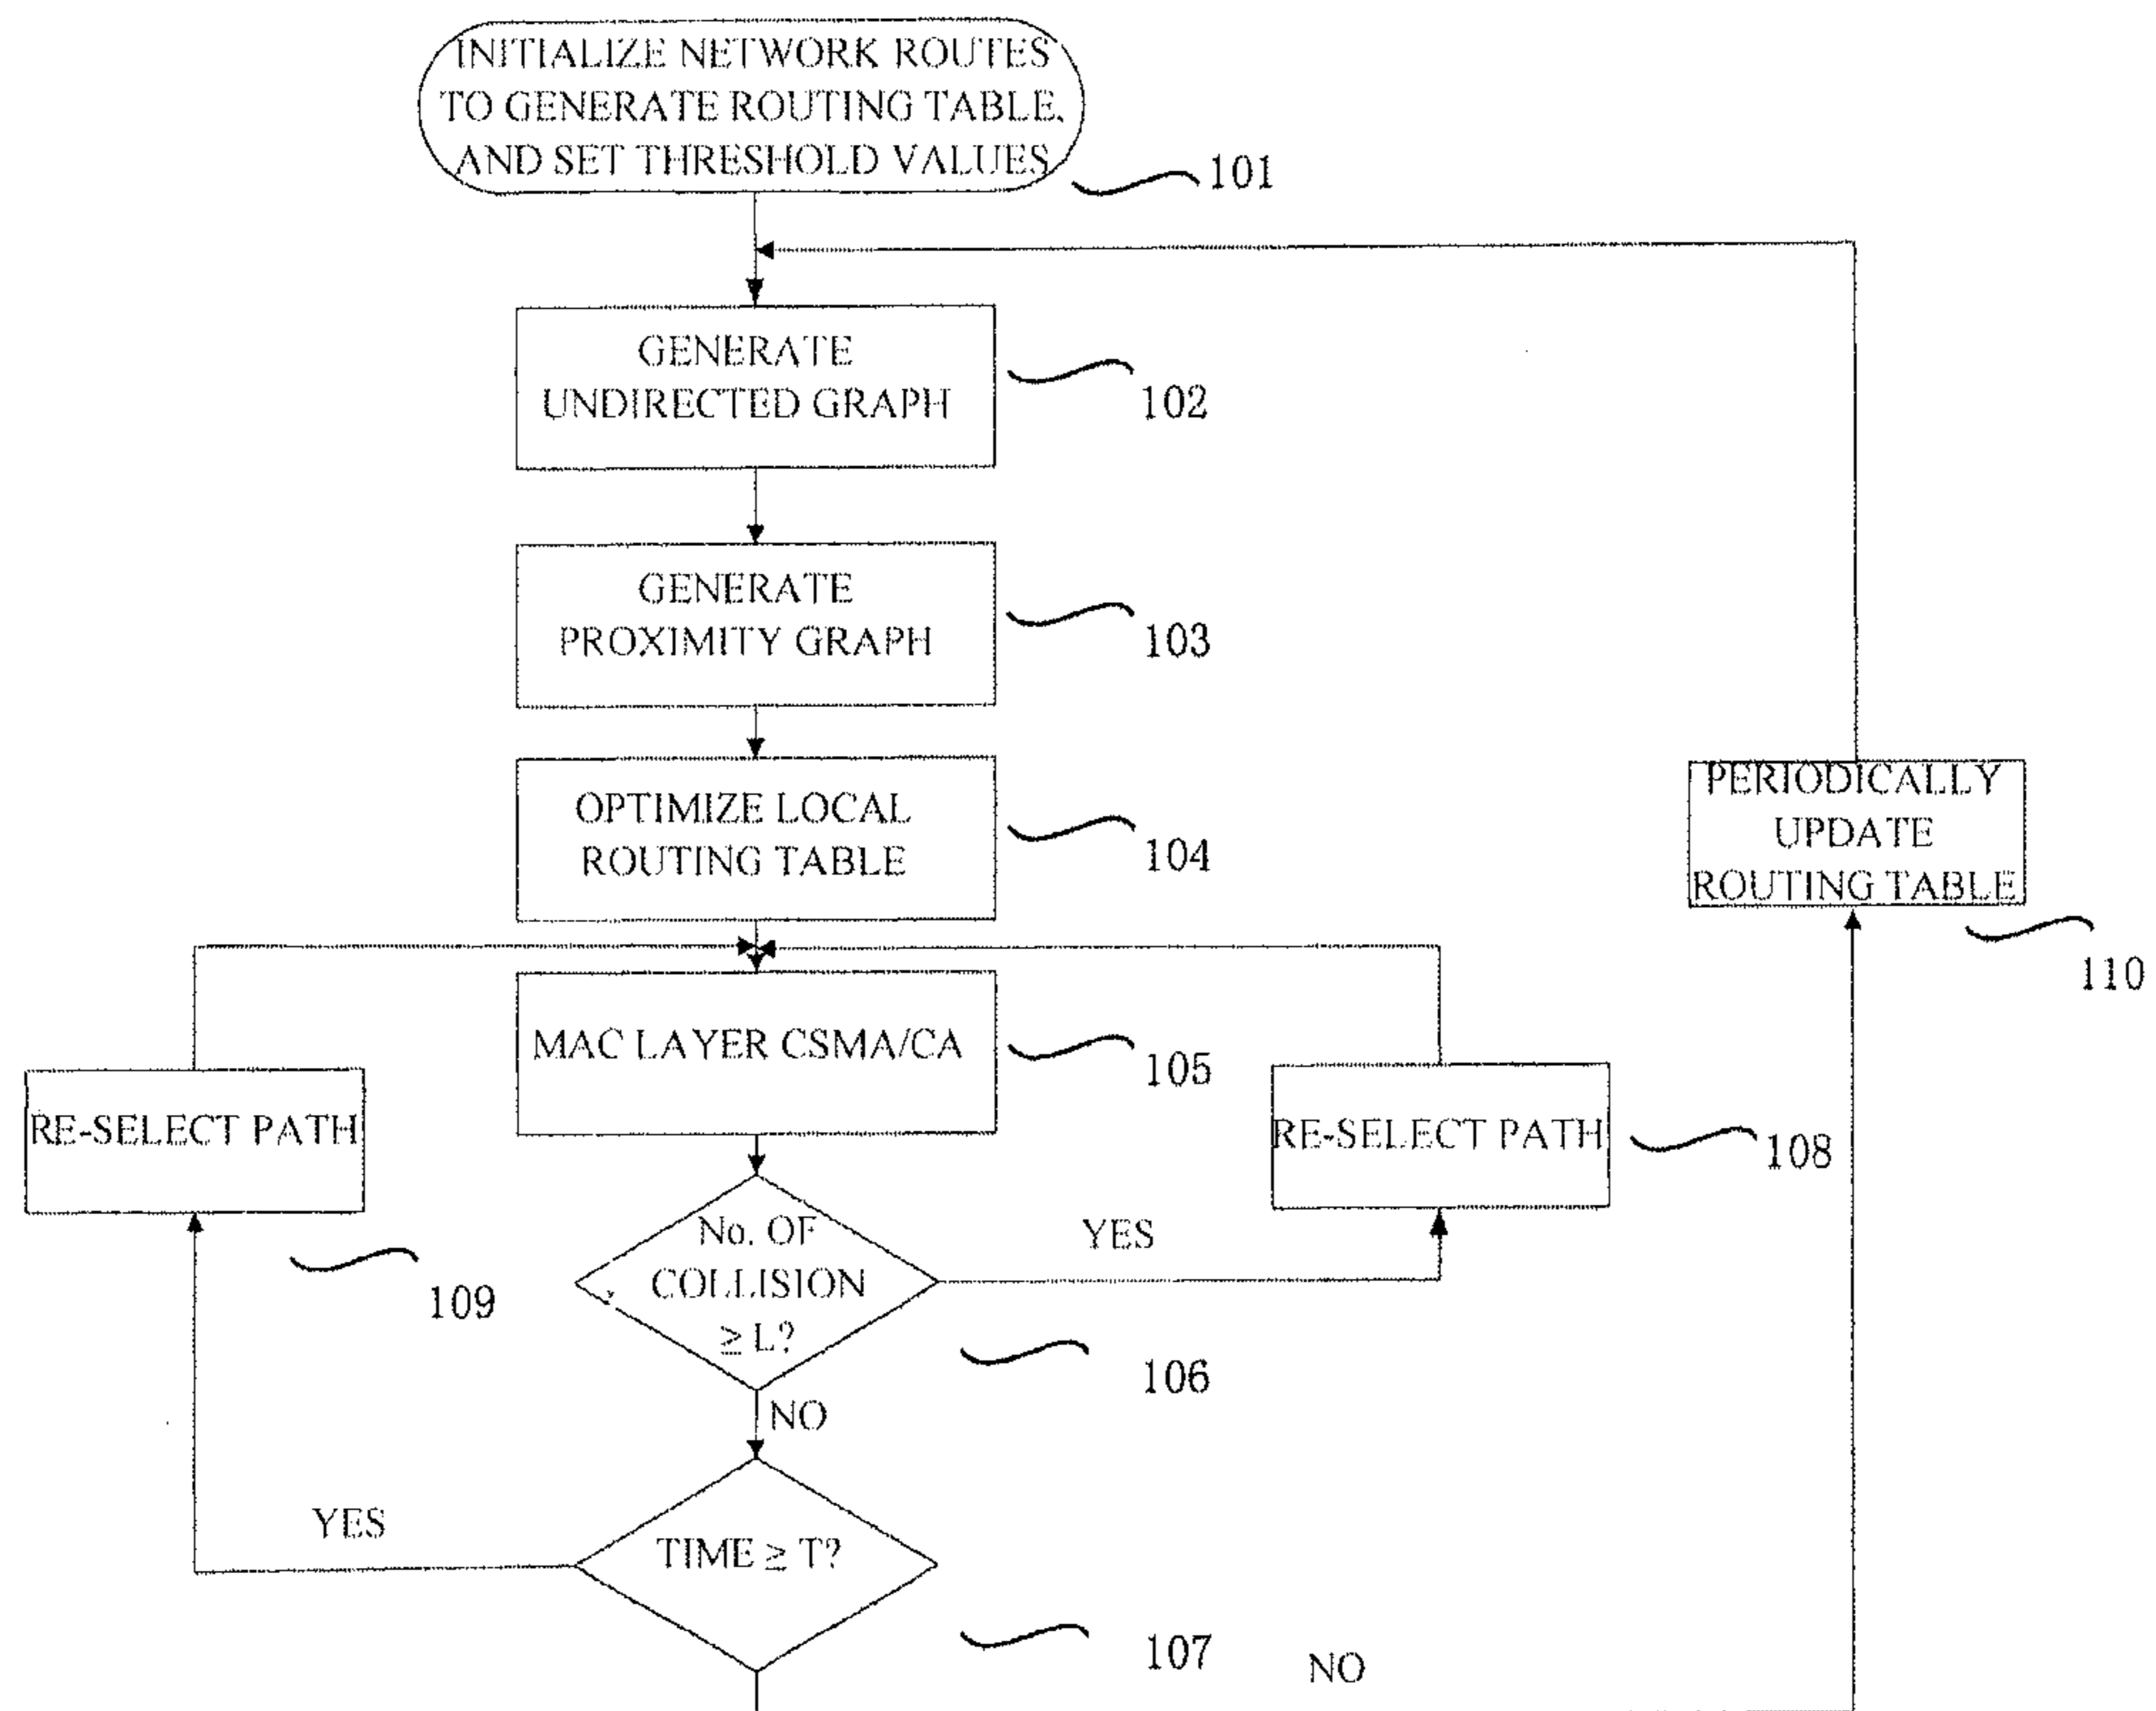 INITIALIZE NETWORK ROUTES
TO GENERATE ROUTING TABLE,
AND SET THRESHOLD VALUES
101
GENERATE
UNDIRECTED GRAPH
102
GENERATE
PROXIMITY GRAPH
103
OPTIMIZE LOCAL
ROUTING TABLE
104
PERIODICALLY
UPDATE
ROUTING TABLE
110
MAC LAYER CSMA/CA
105
RE-SELECT PATH
109
RE-SELECT PATH
108
No. OF
COLLISION
≥ L?
106
YES
NO
TIME ≥ T?
107
YES
NO